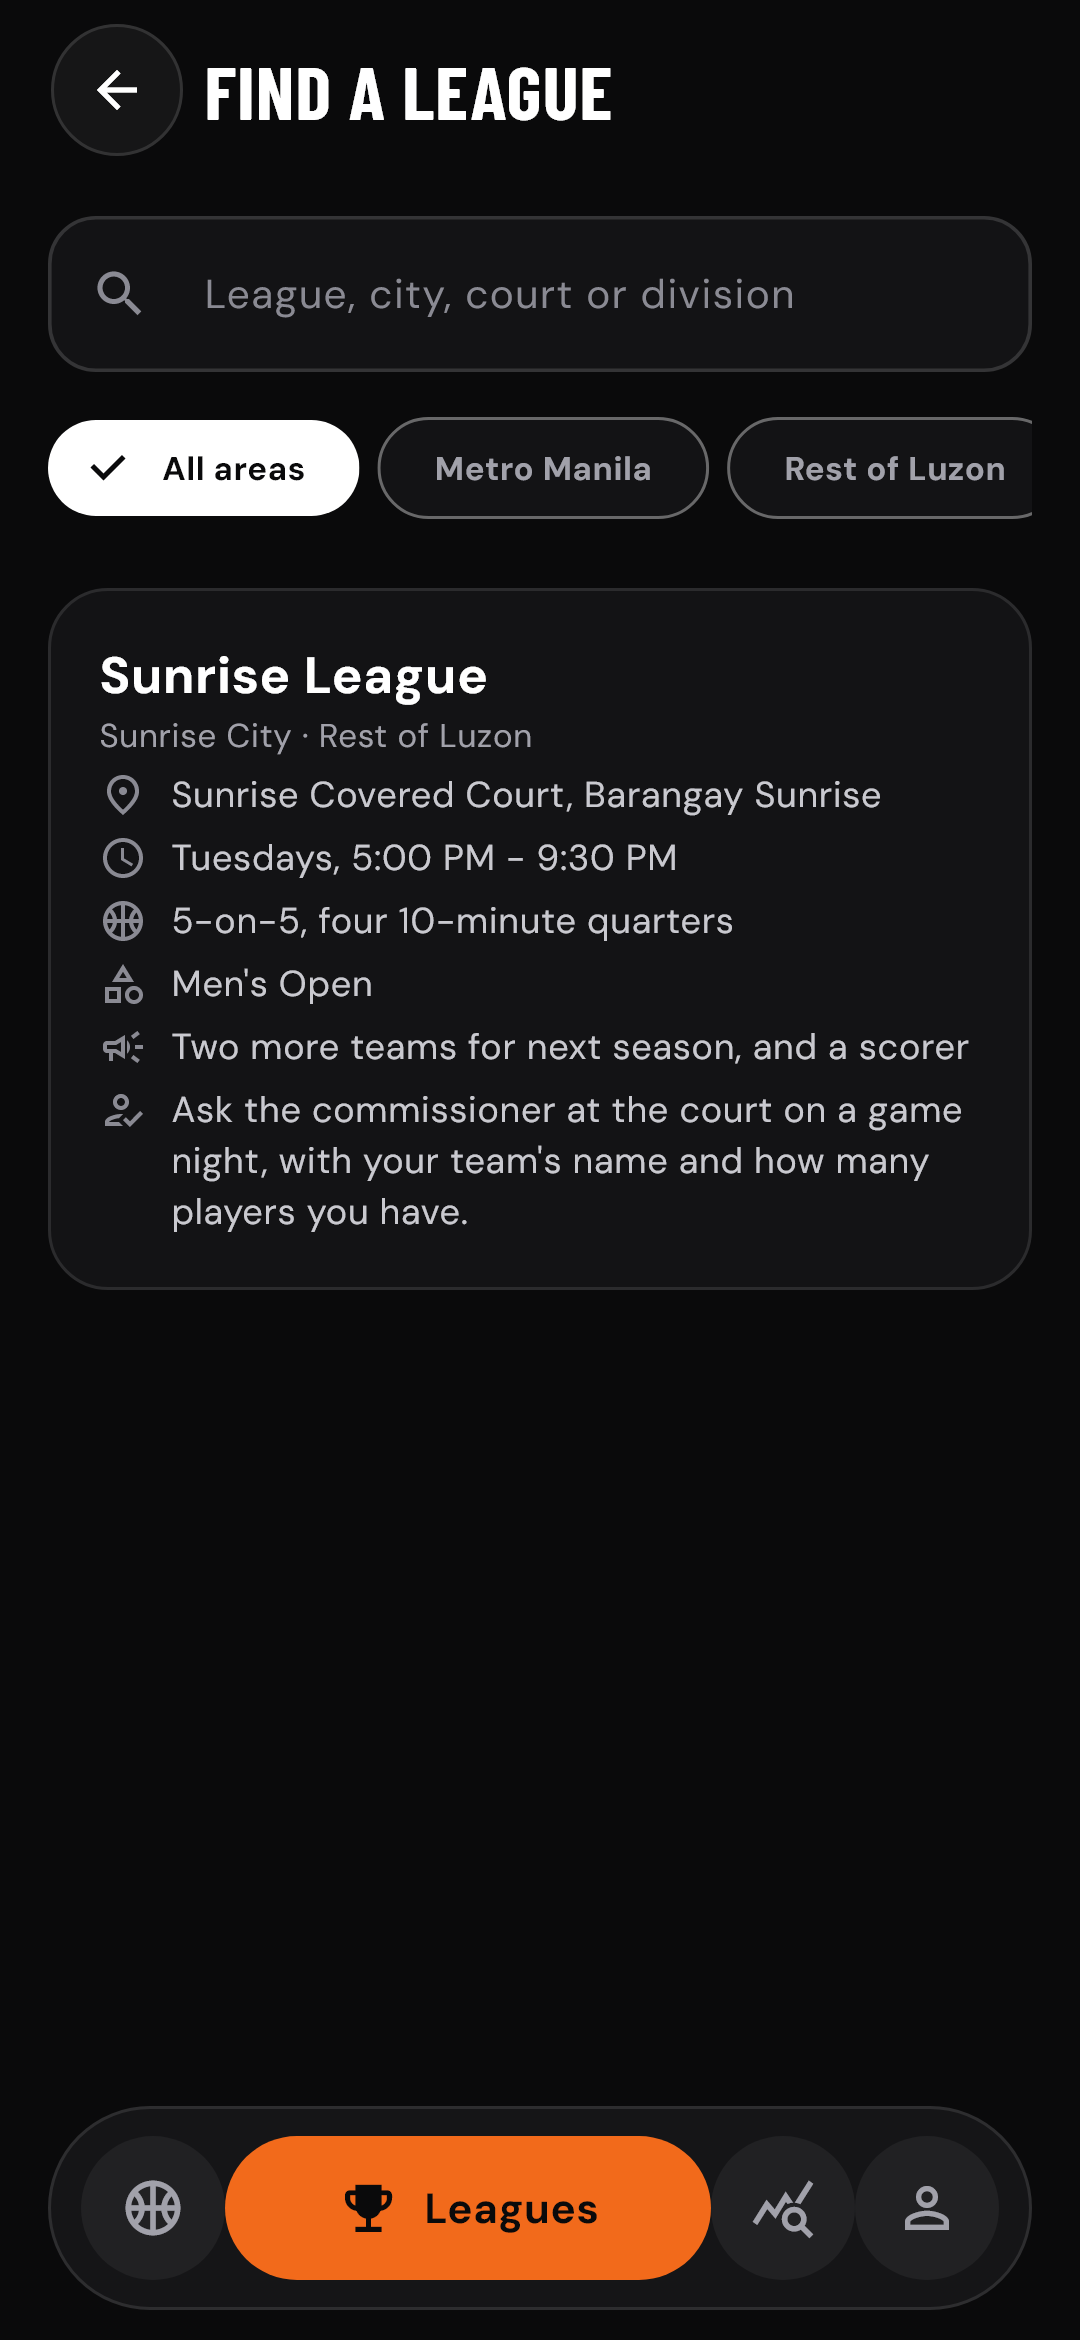 FIND A LEAGUE
League, city, court or division
All areas
Metro Manila
Rest of Luzon
Sunrise League
Sunrise City · Rest of Luzon
Sunrise Covered Court, Barangay Sunrise
Tuesdays, 5:00 PM – 9:30 PM
5-on-5, four 10-minute quarters
Men's Open
Two more teams for next season, and a scorer
Ask the commissioner at the court on a game
night, with your team's name and how many
players you have.
Leagues